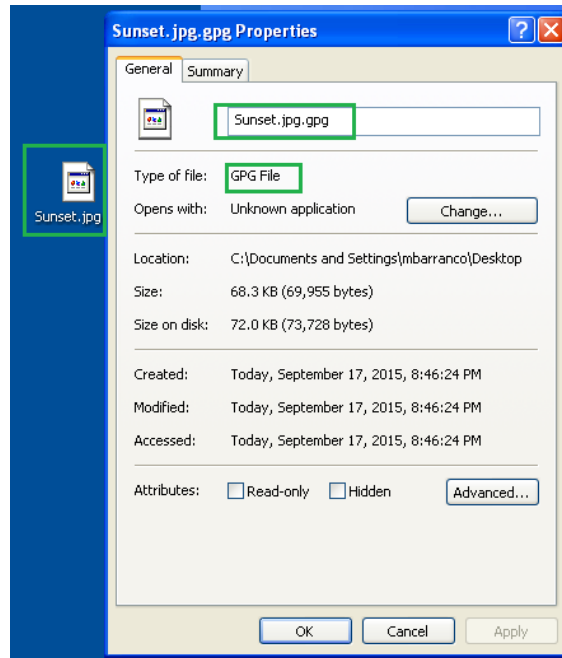 Sunset.jpg.gpg Properties
General Summary
Sunset.jpg.gpg
Sunset.jpg
Type of file: GPG File
Opens with: Unknown application Change...
Location: C:\Documents and Settings\mbarranco\Desktop
Size: 68.3 KB (69,955 bytes)
Size on disk: 72.0 KB (73,728 bytes)
Created: Today, September 17, 2015, 8:46:24 PM
Modified: Today, September 17, 2015, 8:46:24 PM
Accessed: Today, September 17, 2015, 8:46:24 PM
Attributes: Read-only Hidden Advanced...
OK Cancel Apply